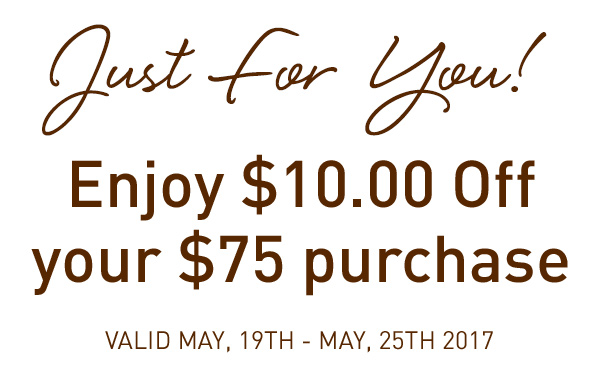 Just For You!
Enjoy $10.00 Off
your $75 purchase
VALID MAY, 19TH - MAY, 25TH 2017